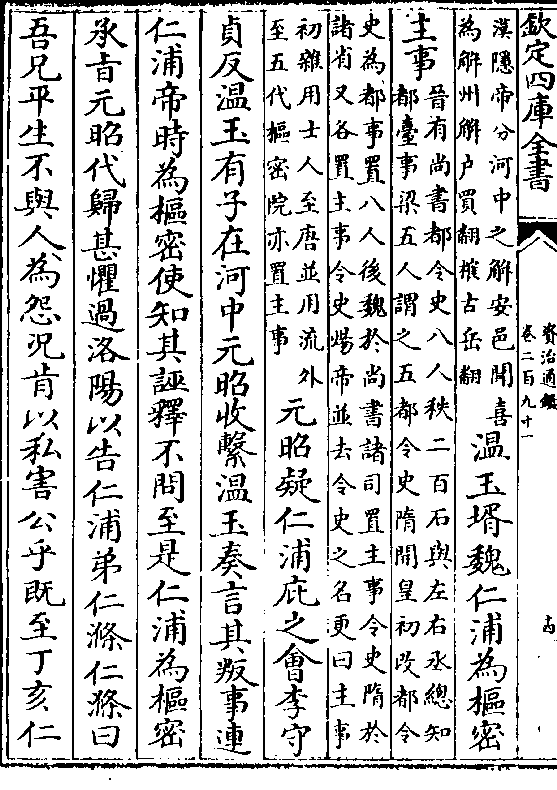 欽定四庫全書
資治通鑑
卷二百九十一
漢隱帝分河中之解安邑聞喜
為解州解户買翻櫁古岳翻
温玉壻魏仁浦為樞密
主事
晉有尚書都令史八人秩二百石與左右丞總知
都臺事梁五人謂之五都令史隋開皇初改都令
史為都事置八人後魏於尚書諸司置主事令史隋於
諸省又各置主事令史煬帝並去令史之名更曰主事
初雜用士人至唐並用流外
至五代樞密院亦置主事
元昭疑仁浦庇之會李守
貞反温玉有子在河中元昭收繫温玉奏言其叛事連
仁浦帝時為樞密使知其誣釋不問至是仁浦為樞密
承旨元昭代歸甚懼過洛陽以告仁浦弟仁滌仁滌曰
吾兄平生不與人為怨况肯以私害公乎既至丁亥仁